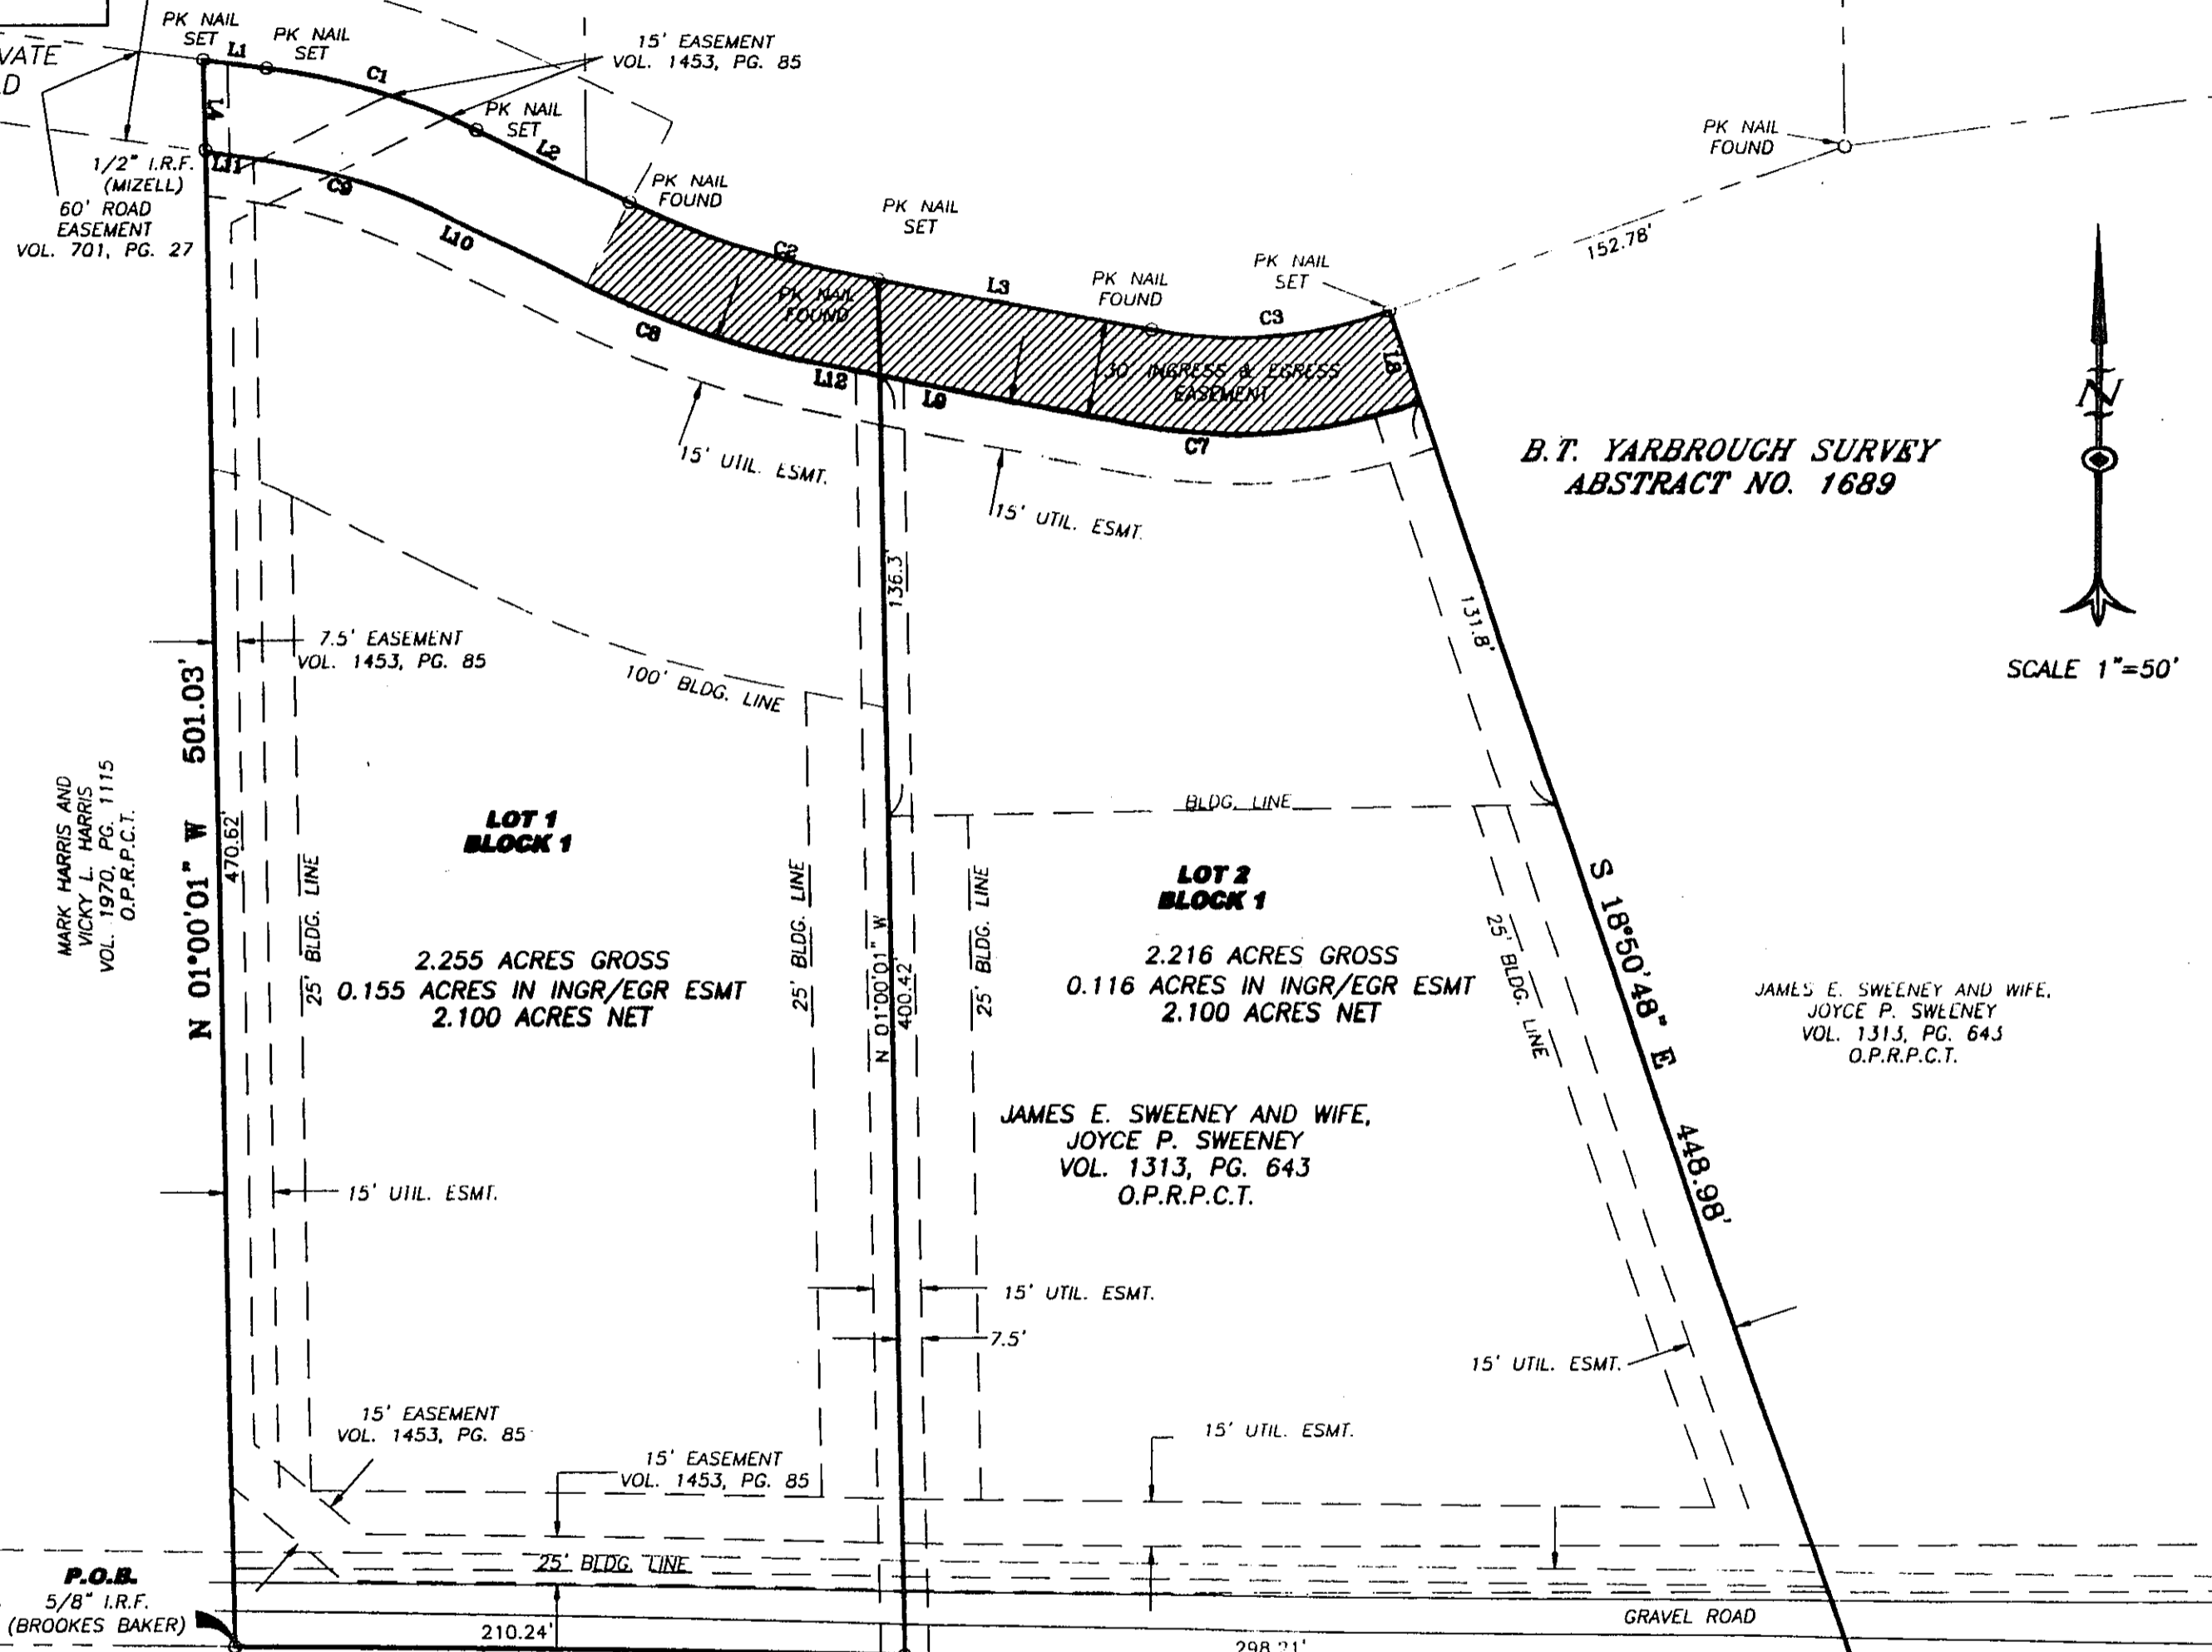 PK NAIL
SET
L1
PK NAIL
SET
VATE
D
C1
15' EASEMENT
VOL. 1453, PG. 85
L4
PK NAIL
SET
L2
PK NAIL
FOUND
1/2" I.R.F.
(MIZELL)
L11
C9
60' ROAD
EASEMENT
VOL. 701, PG. 27
L10
PK NAIL
FOUND
152.78'
PK NAIL
SET
C2
PK NAIL
FOUND
L3
PK NAIL
FOUND
PK NAIL
SET
C3
C8
L12
L9
30' INGRESS & EGRESS
EASEMENT
L8
C7
15' UTIL. ESMT.
15' UTIL. ESMT.
B.T. YARBROUGH SURVEY
ABSTRACT NO. 1689
N
SCALE 1"=50'
136.3'
131.8'
7.5' EASEMENT
VOL. 1453, PG. 85
100' BLDG. LINE
N 01°00'01" W 501.03'
470.62'
MARK HARRIS AND
VICKY L. HARRIS
VOL. 1970, PG. 1115
O.P.R.P.C.T.
25' BLDG. LINE
LOT 1
BLOCK 1
2.255 ACRES GROSS
0.155 ACRES IN INGR/EGR ESMT
2.100 ACRES NET
25' BLDG. LINE
N 01°00'01" W
400.42'
25' BLDG. LINE
BLDG. LINE
LOT 2
BLOCK 1
2.216 ACRES GROSS
0.116 ACRES IN INGR/EGR ESMT
2.100 ACRES NET
JAMES E. SWEENEY AND WIFE,
JOYCE P. SWEENEY
VOL. 1313, PG. 643
O.P.R.P.C.T.
25' BLDG. LINE
S 18°50'48" E 448.98'
JAMES E. SWEENEY AND WIFE,
JOYCE P. SWEENEY
VOL. 1313, PG. 643
O.P.R.P.C.T.
15' UTIL. ESMT.
15' UTIL. ESMT.
7.5'
15' UTIL. ESMT.
15' EASEMENT
VOL. 1453, PG. 85
15' EASEMENT
VOL. 1453, PG. 85
15' UTIL. ESMT.
25' BLDG. LINE
P.O.B.
5/8" I.R.F.
(BROOKES BAKER)
210.24'
GRAVEL ROAD
298.21'